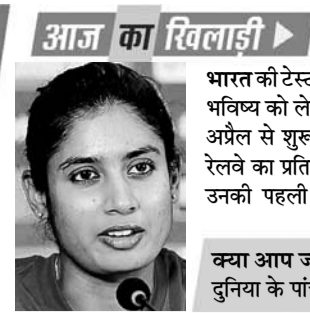 आज का खिलाड़ी
भारत की टेस्ट
भविष्य को ले
अप्रैल से शुरू
रेलवे का प्रति
उनकी पहली
क्या आप ज
दुनिया के पां